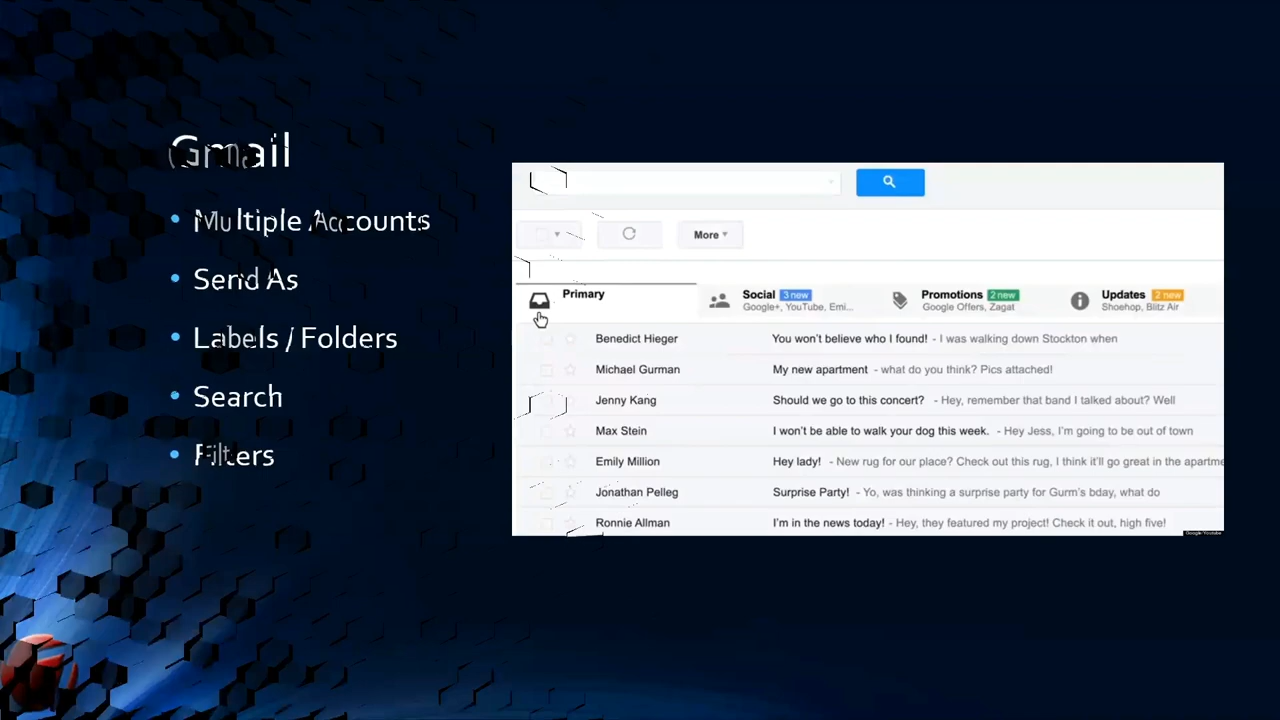 Gmail
Multiple Accounts
Send As
Labels / Folders
Search
Filters
More
Primary
Social 3 new
Google+, YouTube, Emi...
Promotions 2 new
Google Offers, Zagat
Updates 2 new
Shoehop, Blitz Air
Benedict Hieger You won't believe who I found! - I was walking down Stockton when
Michael Gurman My new apartment - what do you think? Pics attached!
Jenny Kang Should we go to this concert? - Hey, remember that band I talked about? Well
Max Stein I won't be able to walk your dog this week. - Hey Jess, I'm going to be out of town
Emily Million Hey lady! - New rug for our place? Check out this rug, I think it'll go great in the apartme
Jonathan Pelleg Surprise Party! - Yo, was thinking a surprise party for Gurm's bday, what do
Ronnie Allman I'm in the news today! - Hey, they featured my project! Check it out, high five!
Google/Youtube